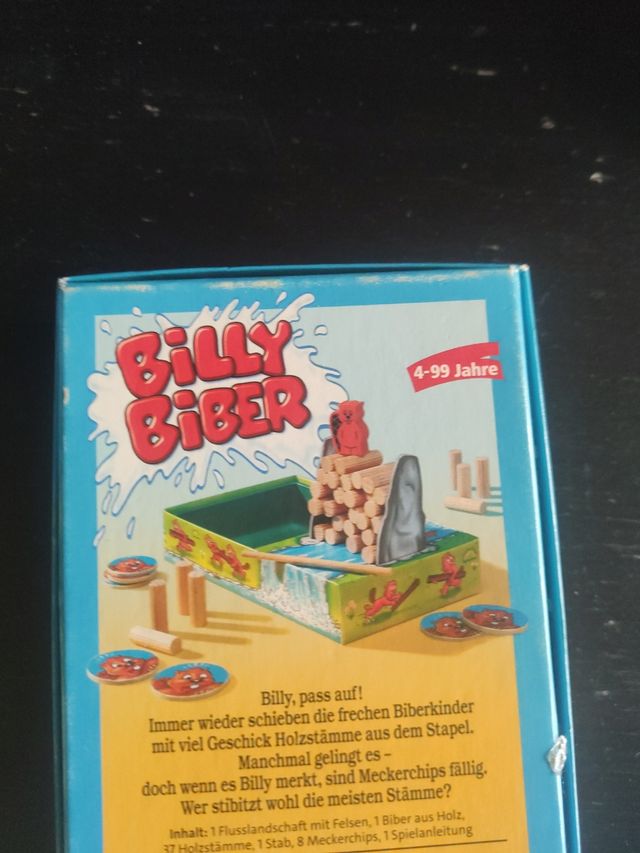 BiLLY
BiBER
4-99 Jahre
Billy, pass auf!
Immer wieder schieben die frechen Biberkinder
mit viel Geschick Holzstämme aus dem Stapel.
Manchmal gelingt es –
doch wenn es Billy merkt, sind Meckerchips fällig.
Wer stibitzt wohl die meisten Stämme?
Inhalt: 1 Flusslandschaft mit Felsen, 1 Biber aus Holz,
37 Holzstämme, 1 Stab, 8 Meckerchips, 1 Spielanleitung